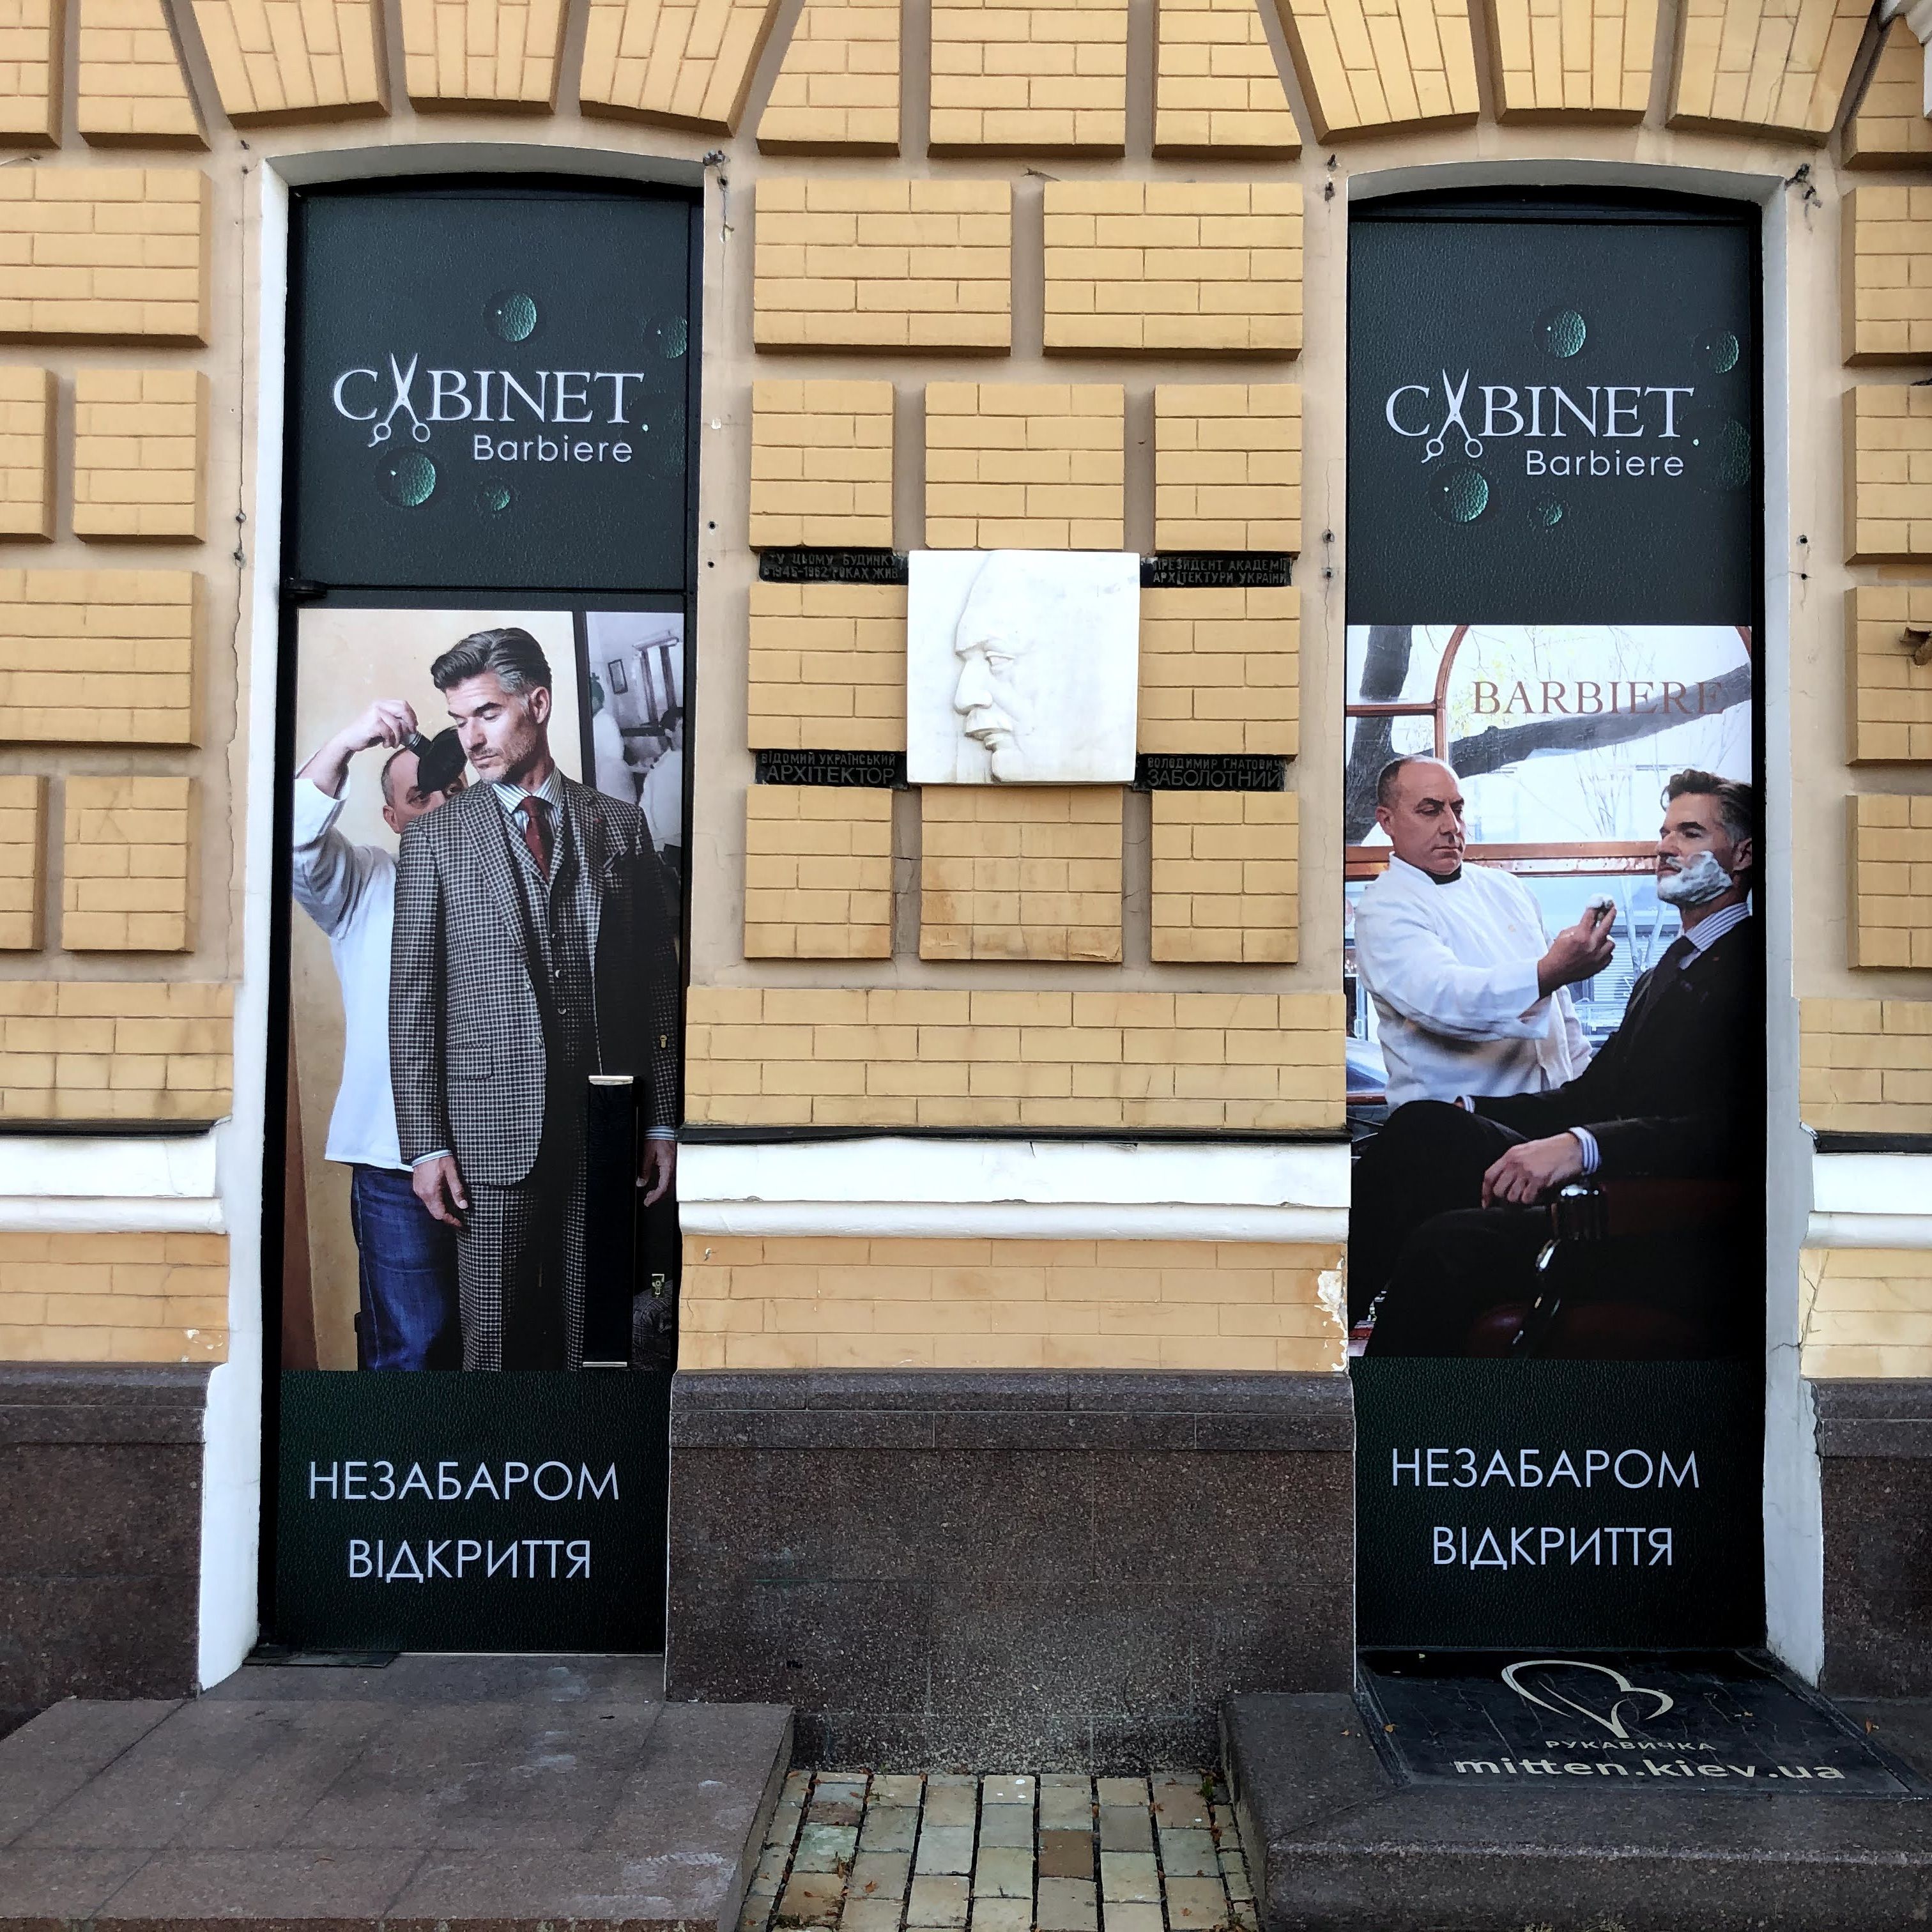 CABINET
Barbiere
CABINET
Barbiere
У ЦЬОМУ БУДИНКУ
В 1945-1962 РОКАХ ЖИВ
ПРЕЗИДЕНТ АКАДЕМІЇ
АРХІТЕКТУРИ УКРАЇНИ
ВІДОМИЙ УКРАЇНСЬКИЙ
АРХІТЕКТОР
ВОЛОДИМИР ГНАТОВИЧ
ЗАБОЛОТНИЙ
BARBIERE
НЕЗАБАРОМ
ВІДКРИТТЯ
НЕЗАБАРОМ
ВІДКРИТТЯ
РУКАВИЧКА
mitten.kiev.ua